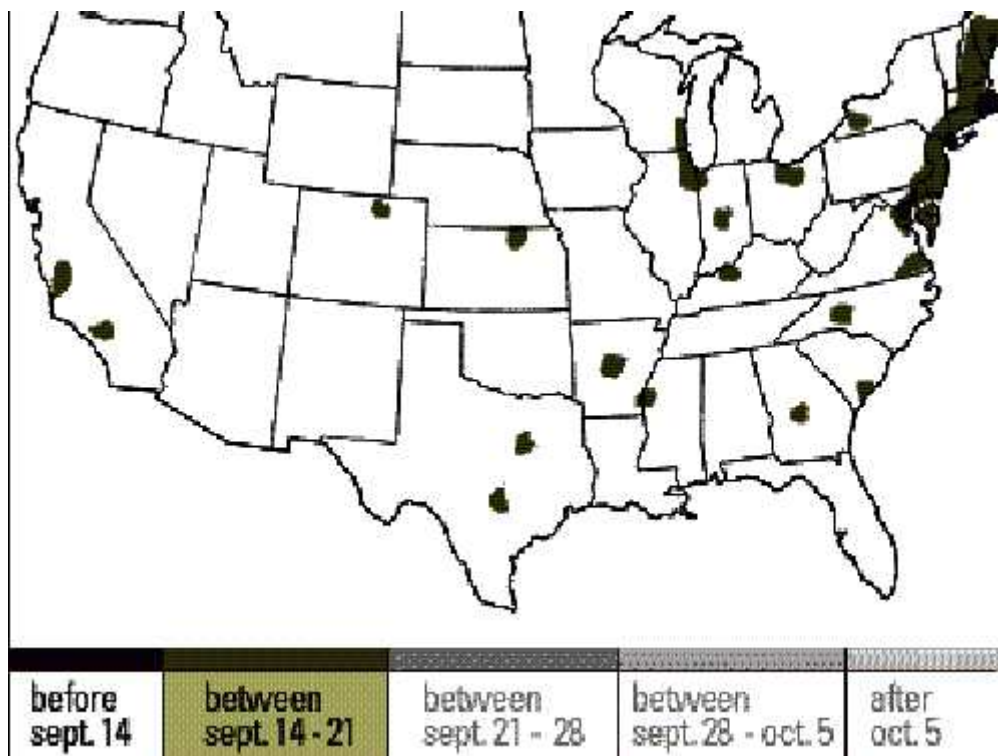 before
sept. 14
between
sept. 14 - 21
between
sept. 21 - 28
between
sept. 28 - oct. 5
after
oct. 5